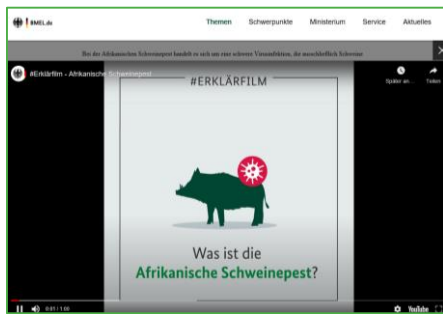 BMEL.de
Themen Schwerpunkte Ministerium Service Aktuelles
Bei der Afrikanischen Schweinepest handelt es sich um eine schwere Virusinfektion, die ausschließlich Schweine
#Erklärfilm - Afrikanische Schweinepest
Später an... Teilen
#ERKLÄRFILM
Was ist die
Afrikanische Schweinepest?
0:01 / 1:00
YouTube